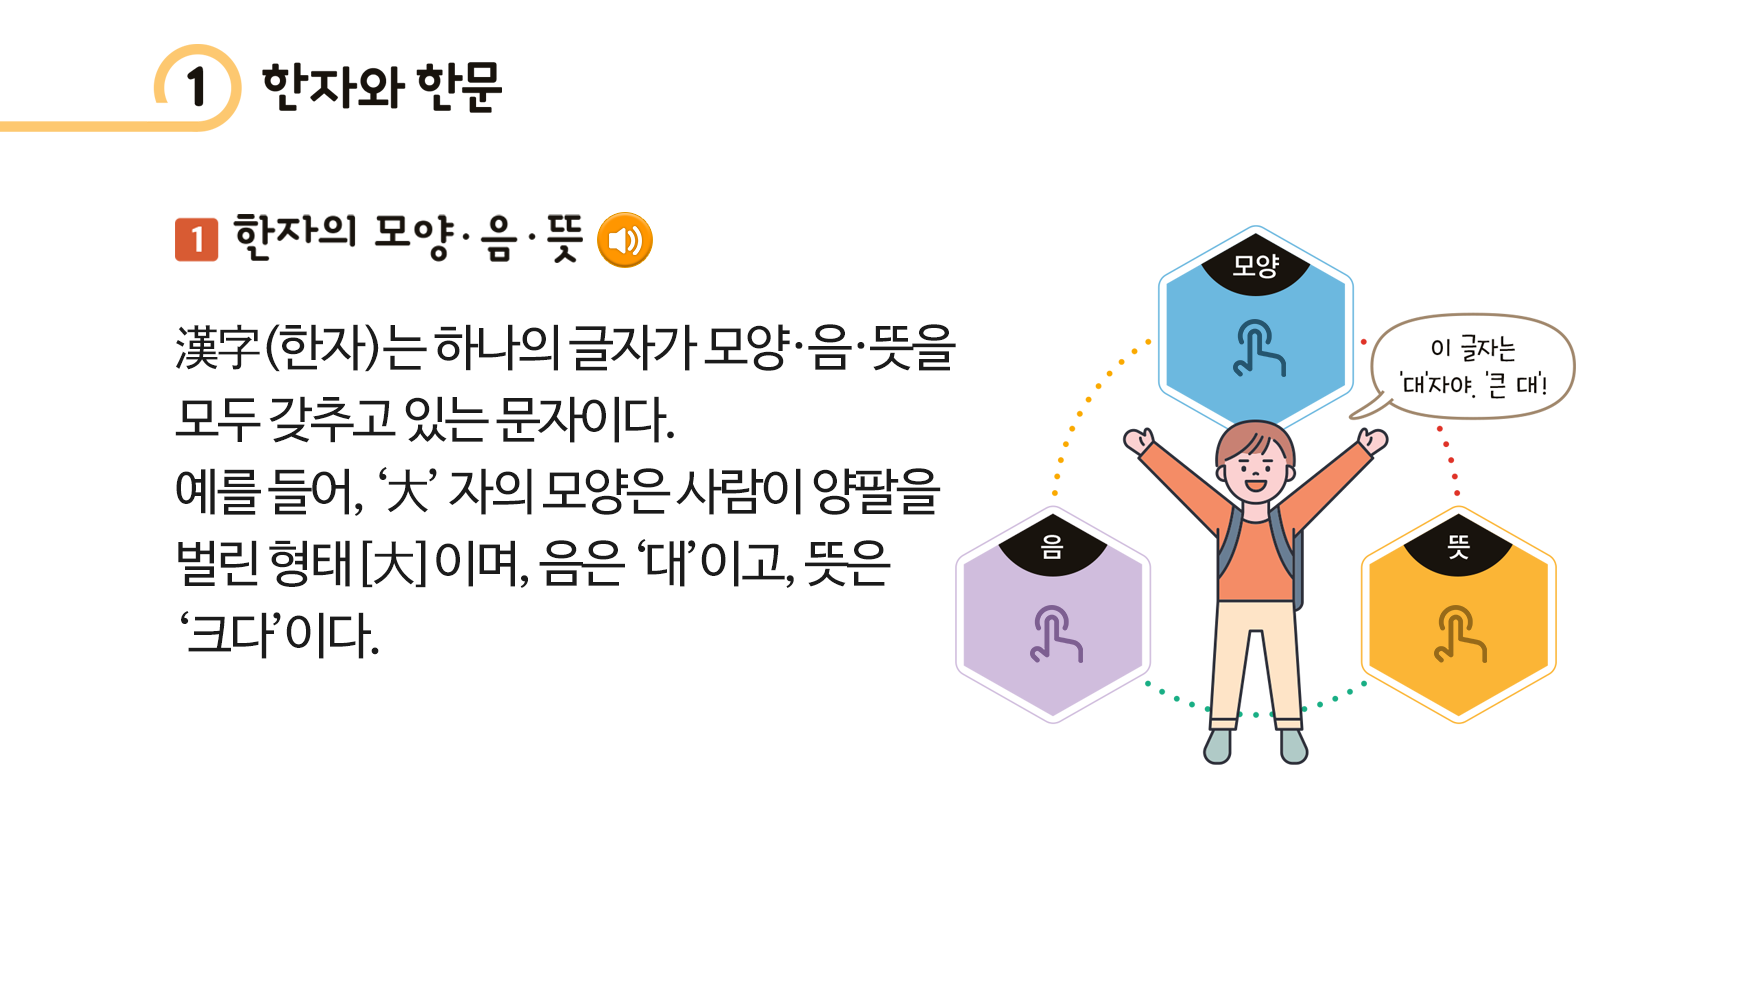 1 한자와 한문
1 한자의 모양·음·뜻
漢字(한자)는 하나의 글자가 모양·음·뜻을
모두 갖추고 있는 문자이다.
예를 들어, ‘大’ 자의 모양은 사람이 양팔을
벌린 형태[大]이며, 음은 ‘대’이고, 뜻은
‘크다’이다.
모양
이 글자는
'대'자야. '큰 대'!
음
뜻